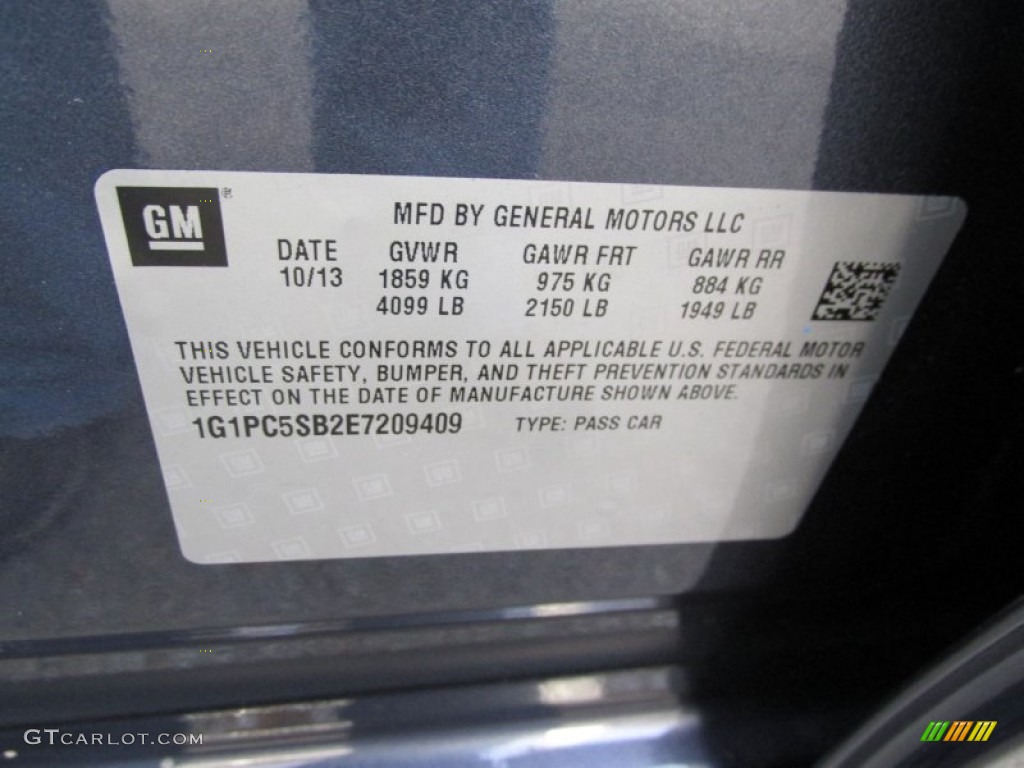 GM
MFD BY GENERAL MOTORS LLC
DATE GVWR GAWR FRT GAWR RR
10/13 1859 KG 975 KG 884 KG
4099 LB 2150 LB 1949 LB
THIS VEHICLE CONFORMS TO ALL APPLICABLE U.S. FEDERAL MOTOR
VEHICLE SAFETY, BUMPER, AND THEFT PREVENTION STANDARDS IN
EFFECT ON THE DATE OF MANUFACTURE SHOWN ABOVE.
1G1PC5SB2E7209409 TYPE: PASS CAR
GTCARLOT.COM